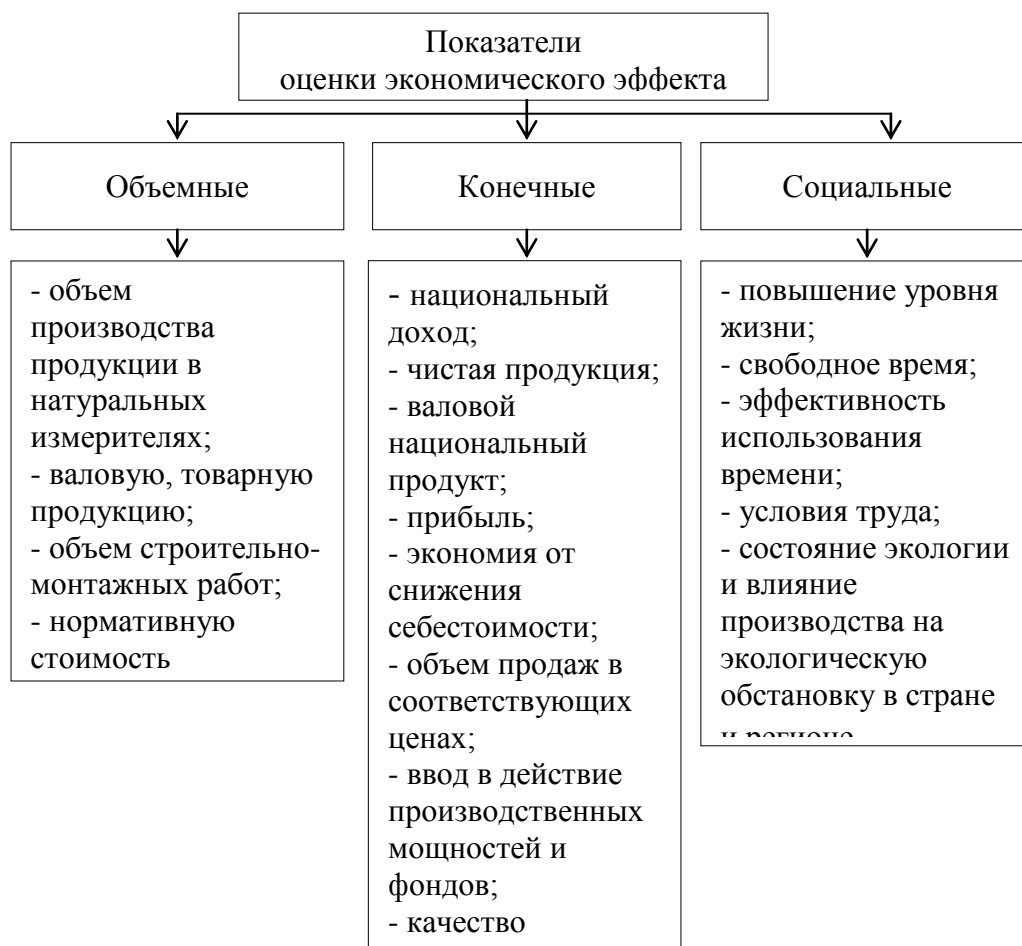 Показатели
оценки экономического эффекта
Объемные
Конечные
Социальные
- объем
производства
продукции в
натуральных
измерителях;
- валовую, товарную
продукцию;
- объем строительно-
монтажных работ;
- нормативную
стоимость
- национальный
доход;
- чистая продукция;
- валовой
национальный
продукт;
- прибыль;
- экономия от
снижения
себестоимости;
- объем продаж в
соответствующих
ценах;
- ввод в действие
производственных
мощностей и
фондов;
- качество
- повышение уровня
жизни;
- свободное время;
- эффективность
использования
времени;
- условия труда;
- состояние экологии
и влияние
производства на
экологическую
обстановку в стране
и регионе